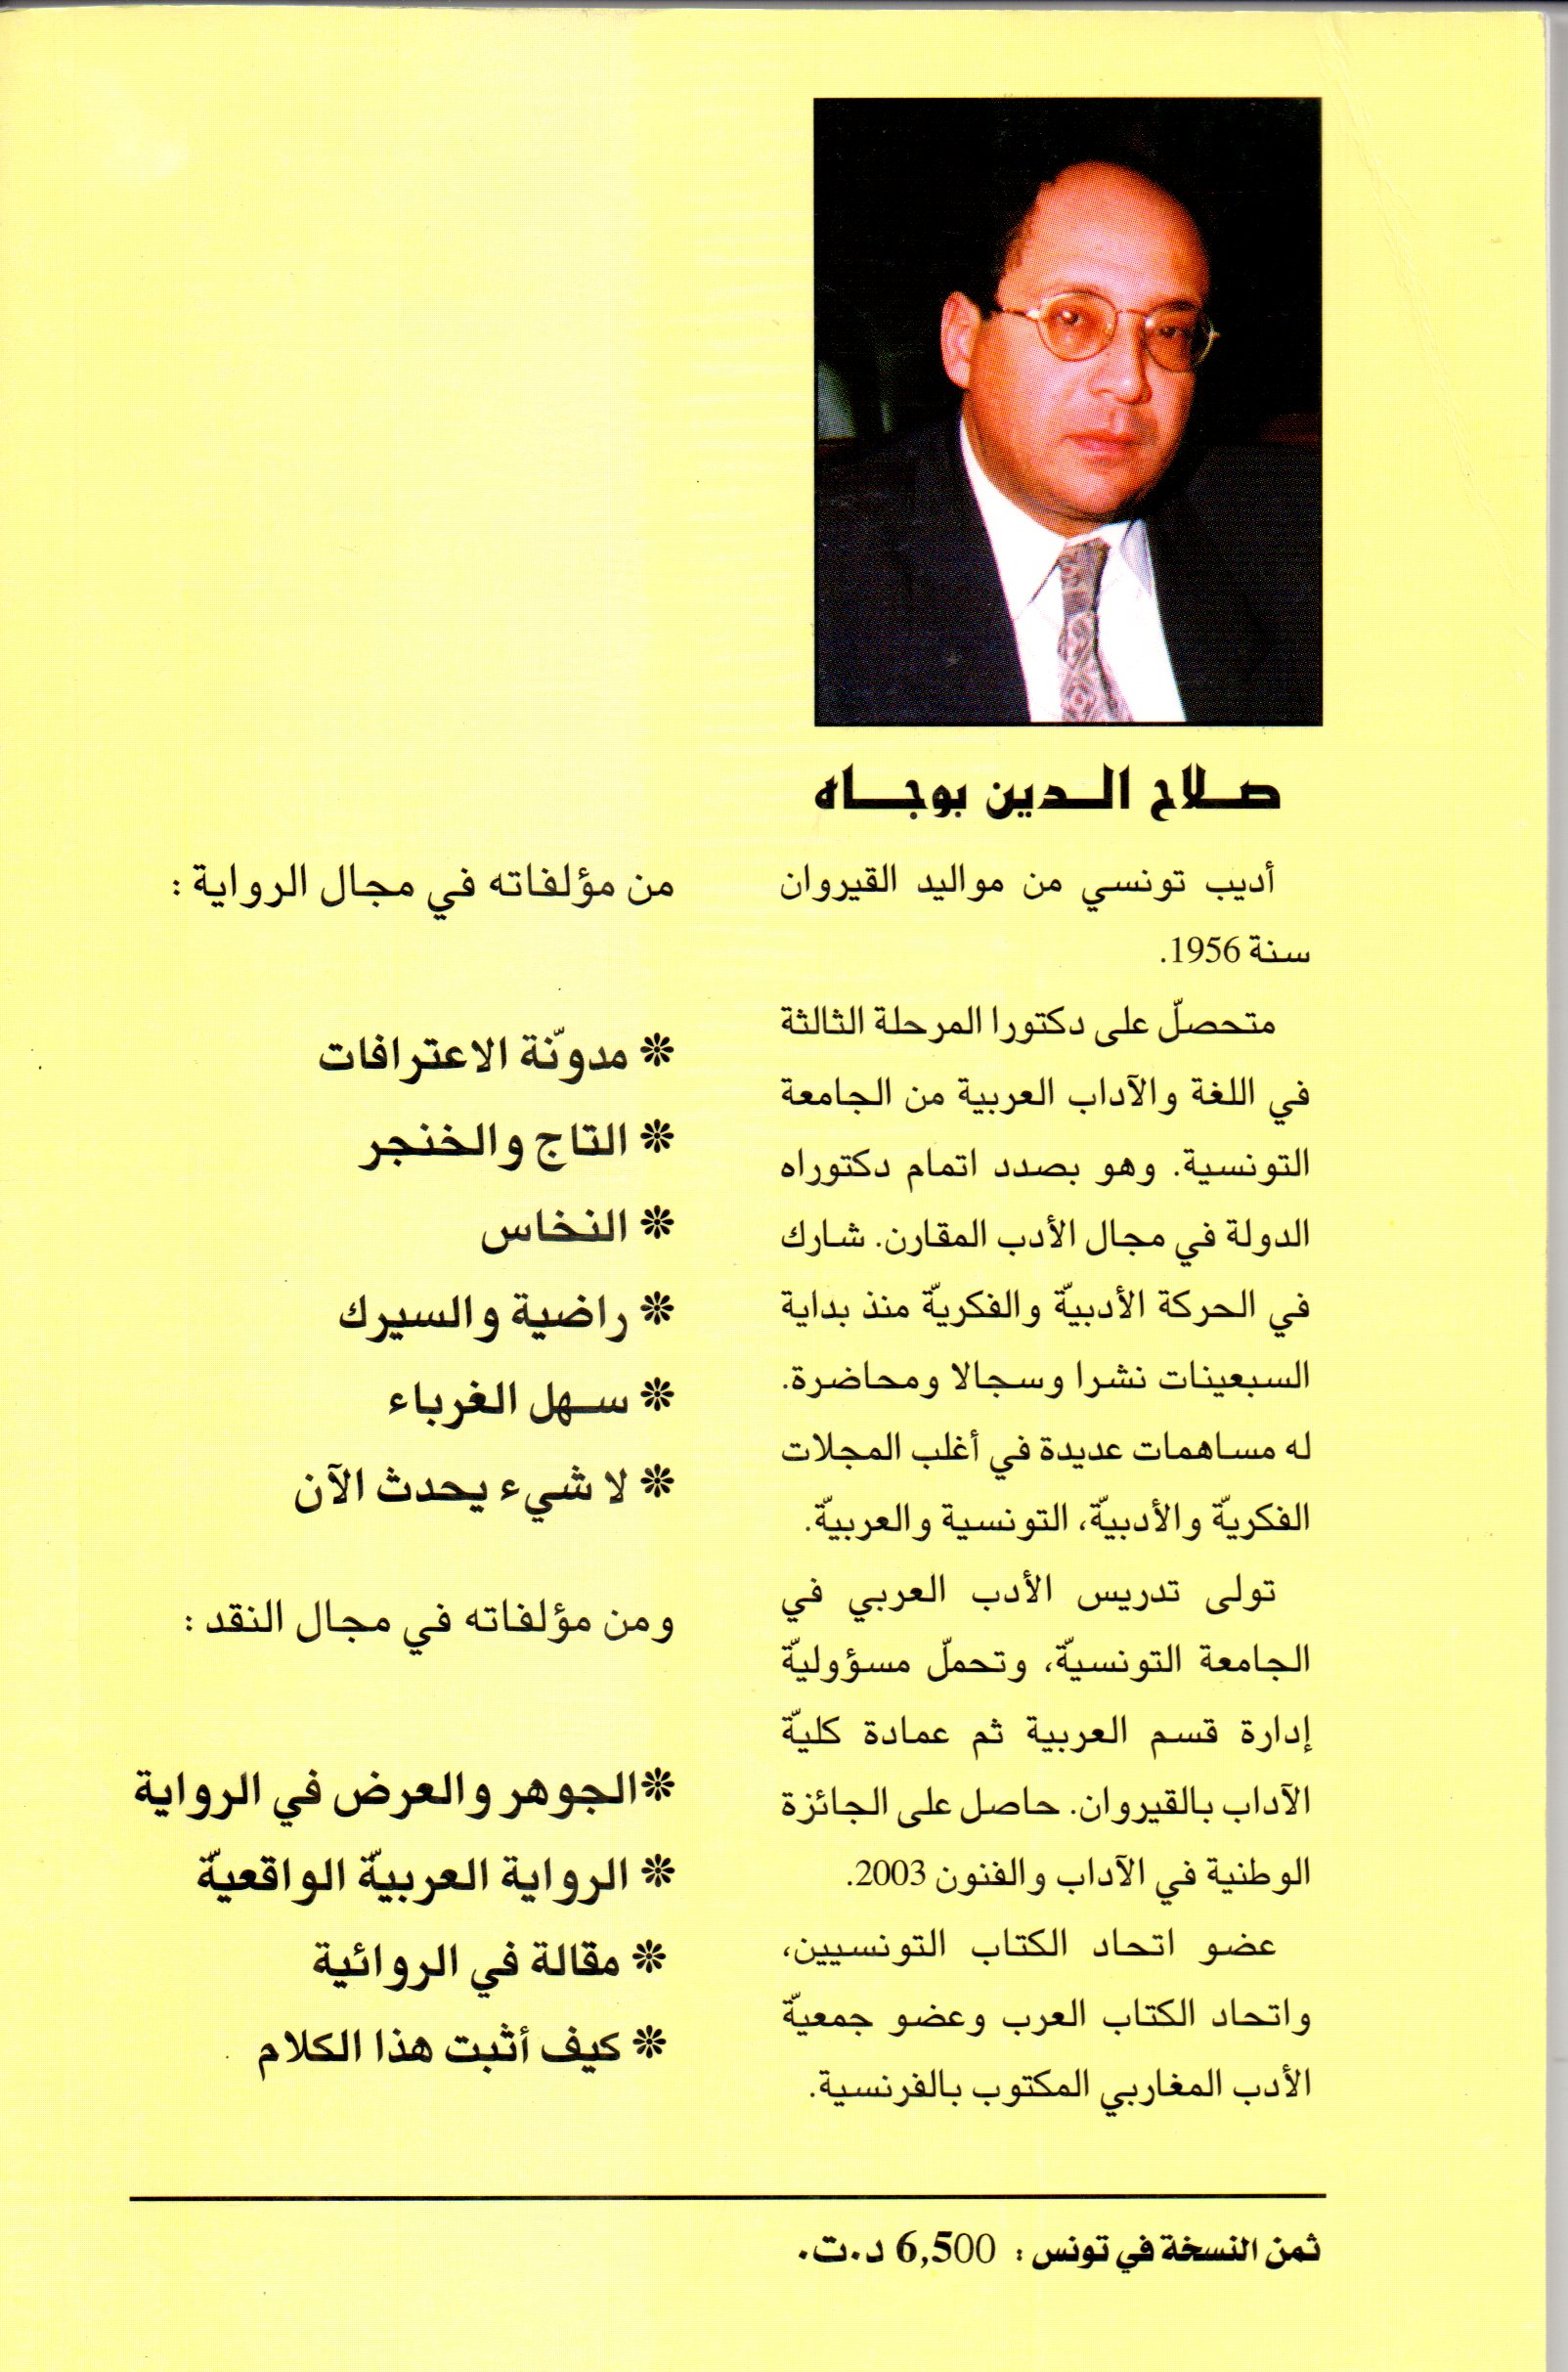 صلاح الدين بوجاه
أديب تونسي من مواليد القيروان
سنة 1956.
متحصلّ على دكتورا المرحلة الثالثة
في اللغة والآداب العربية من الجامعة
التونسية. وهو بصدد اتمام دكتوراه
الدولة في مجال الأدب المقارن. شارك
في الحركة الأدبيّة والفكريّة منذ بداية
السبعينات نشرا وسجالا ومحاضرة.
له مساهمات عديدة في أغلب المجلات
الفكريّة والأدبيّة، التونسية والعربيّة.
تولى تدريس الأدب العربي في
الجامعة التونسيّة، وتحملّ مسؤوليّة
إدارة قسم العربية ثم عمادة كليّة
الآداب بالقيروان. حاصل على الجائزة
الوطنية في الآداب والفنون 2003.
عضو اتحاد الكتاب التونسيين،
واتحاد الكتاب العرب وعضو جمعيّة
الأدب المغاربي المكتوب بالفرنسية.
من مؤلفاته في مجال الرواية :
❊ مدوّنة الاعترافات
❊ التاج والخنجر
❊ النخاس
❊ راضية والسيرك
❊ سهل الغرباء
❊ لا شيء يحدث الآن
ومن مؤلفاته في مجال النقد :
❊الجوهر والعرض في الرواية
❊ الرواية العربيّة الواقعيّة
❊ مقالة في الروائية
❊ كيف أثبت هذا الكلام
ثمن النسخة في تونس : 6,500 د.ت.